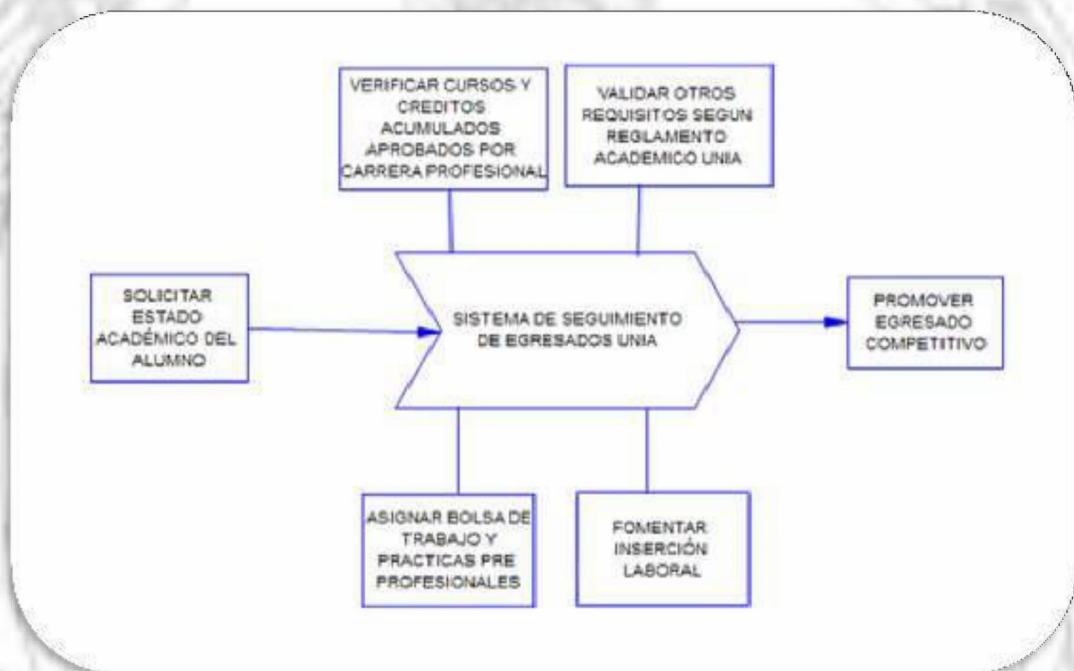 VERIFICAR CURSOS Y
CREDITOS
ACUMULADOS
APROBADOS POR
CARRERA PROFESIONAL
VALIDAR OTROS
REQUISITOS SEGUN
REGLAMENTO
ACADEMICO UNIA
SOLICITAR
ESTADO
ACADÉMICO DEL
ALUMNO
SISTEMA DE SEGUIMIENTO
DE EGRESADOS UNIA
PROMOVER
EGRESADO
COMPETITIVO
ASIGNAR BOLSA DE
TRABAJO Y
PRACTICAS PRE
PROFESIONALES
FOMENTAR
INSERCIÓN
LABORAL